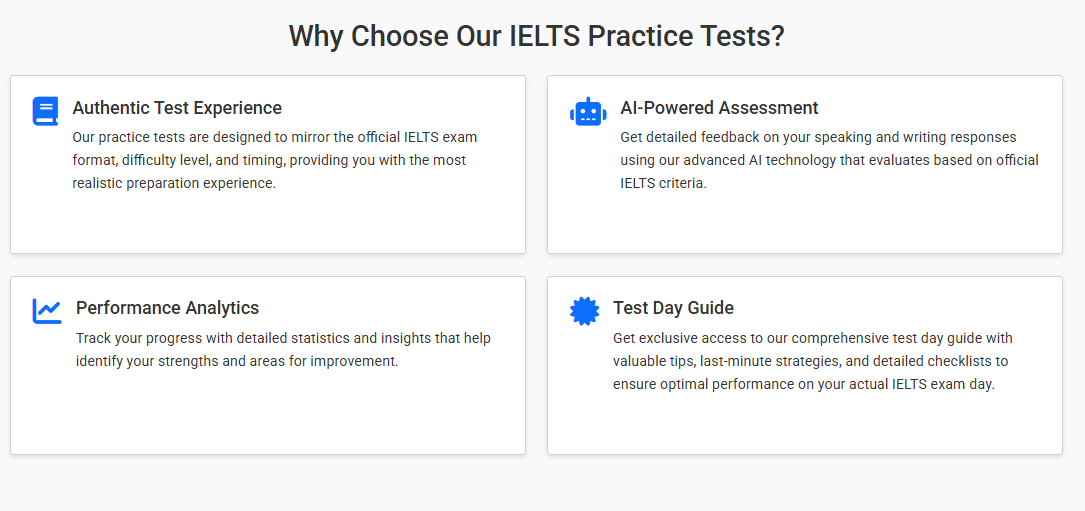 Why Choose Our IELTS Practice Tests?
Authentic Test Experience
Our practice tests are designed to mirror the official IELTS exam
format, difficulty level, and timing, providing you with the most
realistic preparation experience.
AI-Powered Assessment
Get detailed feedback on your speaking and writing responses
using our advanced AI technology that evaluates based on official
IELTS criteria.
Performance Analytics
Track your progress with detailed statistics and insights that help
identify your strengths and areas for improvement.
Test Day Guide
Get exclusive access to our comprehensive test day guide with
valuable tips, last-minute strategies, and detailed checklists to
ensure optimal performance on your actual IELTS exam day.